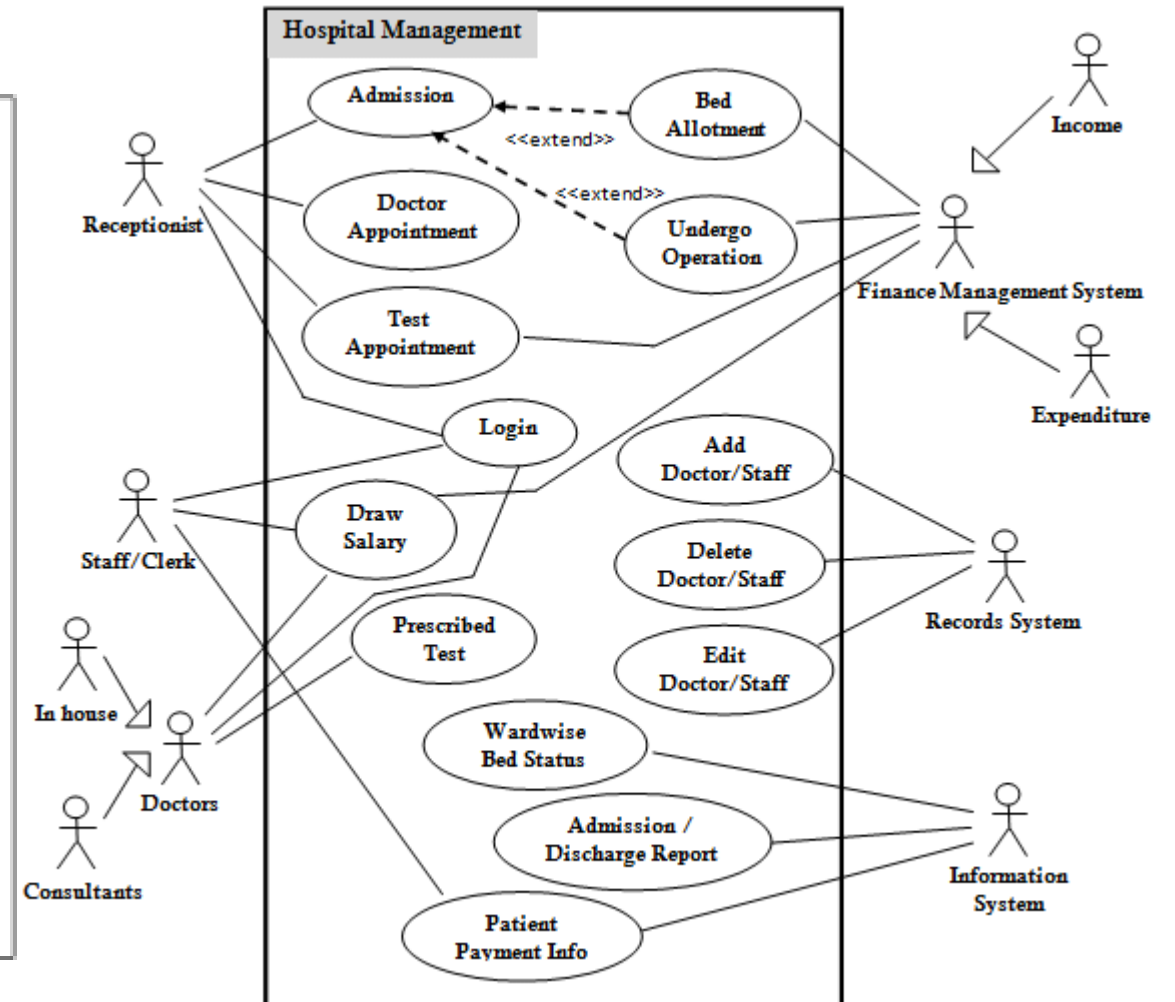 Hospital Management
Admission
Bed
Allotment
<<extend>>
<<extend>>
Income
Receptionist
Doctor
Appointment
Undergo
Operation
Finance Management System
Test
Appointment
Expenditure
Login
Add
Doctor/Staff
Staff/Clerk
Draw
Salary
Delete
Doctor/Staff
Records System
Prescribed
Test
Edit
Doctor/Staff
In house
Wardwise
Bed Status
Doctors
Admission /
Discharge Report
Consultants
Information
System
Patient
Payment Info